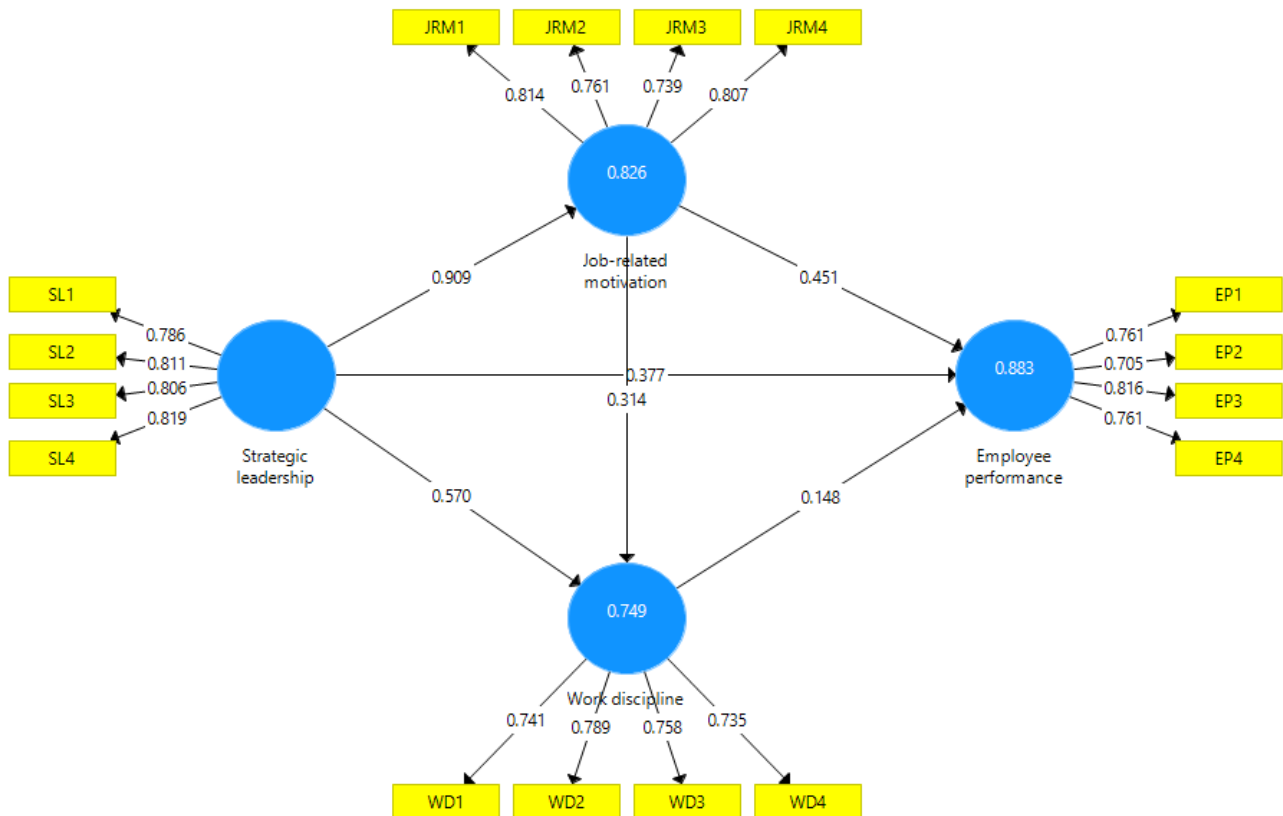 JRM1
JRM2
JRM3
JRM4
0.814
0.761
0.739
0.807
0.826
Job-related
motivation
0.909
0.451
SL1
SL2
SL3
SL4
0.786
0.811
0.806
0.819
Strategic
leadership
0.377
0.314
0.883
Employee
performance
EP1
EP2
EP3
EP4
0.761
0.705
0.816
0.761
0.570
0.148
0.749
Work discipline
0.741
0.789
0.758
0.735
WD1
WD2
WD3
WD4